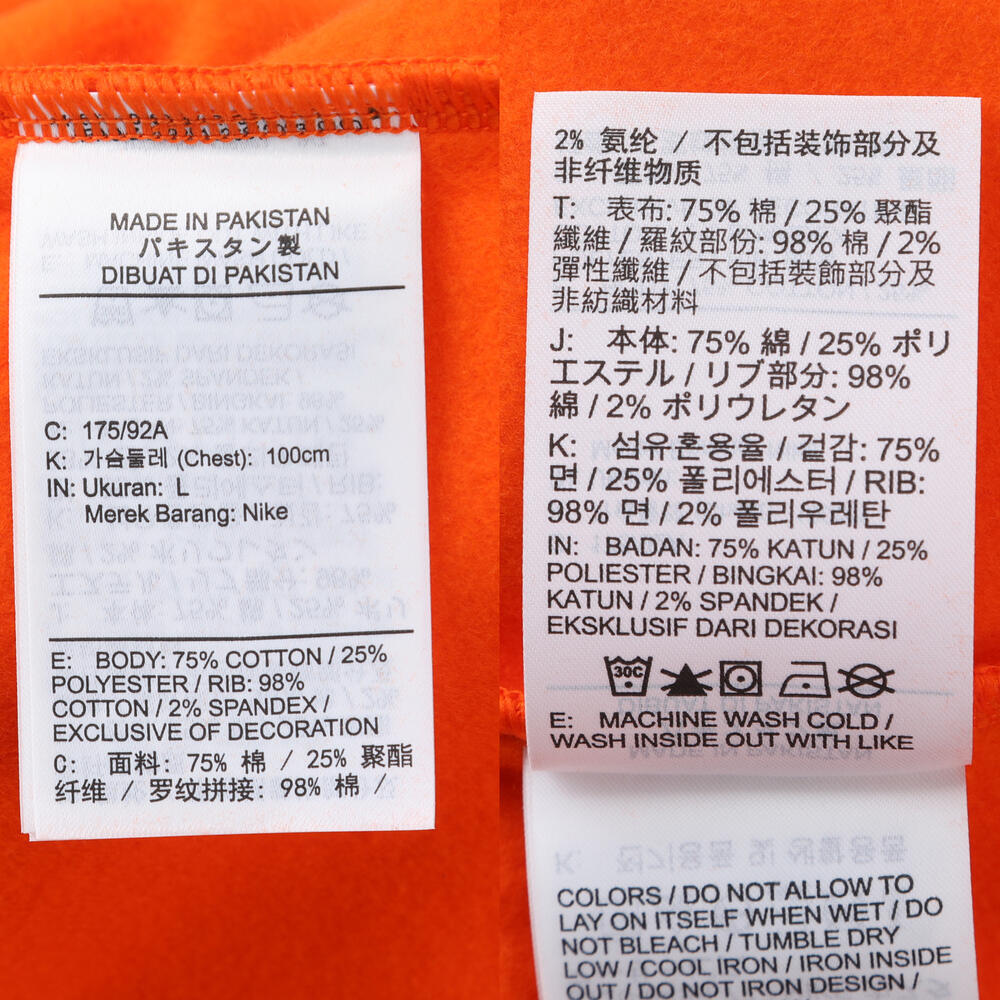 MADE IN PAKISTAN
パキスタン製
DIBUAT DI PAKISTAN
C: 175/92A
K: 가슴둘레 (Chest): 100cm
IN: Ukuran: L
Merek Barang: Nike
E: BODY: 75% COTTON / 25%
POLYESTER / RIB: 98%
COTTON / 2% SPANDEX /
EXCLUSIVE OF DECORATION
C: 面料: 75% 棉 / 25% 聚酯
纤维 / 罗纹拼接: 98% 棉 /
2% 氨纶 / 不包括装饰部分及
非纤维物质
T: 表布: 75% 棉 / 25% 聚酯
纖維 / 羅紋部份: 98% 棉 / 2%
彈性纖維 / 不包括裝飾部分及
非紡織材料
J: 本体: 75% 綿 / 25% ポリ
エステル / リブ部分: 98%
綿 / 2% ポリウレタン
K: 섬유혼용율 겉감: 75%
면 / 25% 폴리에스터 / RIB:
98% 면 / 2% 폴리우레탄
IN: BADAN: 75% KATUN / 25%
POLIESTER / BINGKAI: 98%
KATUN / 2% SPANDEK /
EKSKLUSIF DARI DEKORASI
30C
E: MACHINE WASH COLD /
WASH INSIDE OUT WITH LIKE
COLORS / DO NOT ALLOW TO
LAY ON ITSELF WHEN WET / DO
NOT BLEACH / TUMBLE DRY
LOW / COOL IRON / IRON INSIDE
OUT / DO NOT IRON DESIGN /